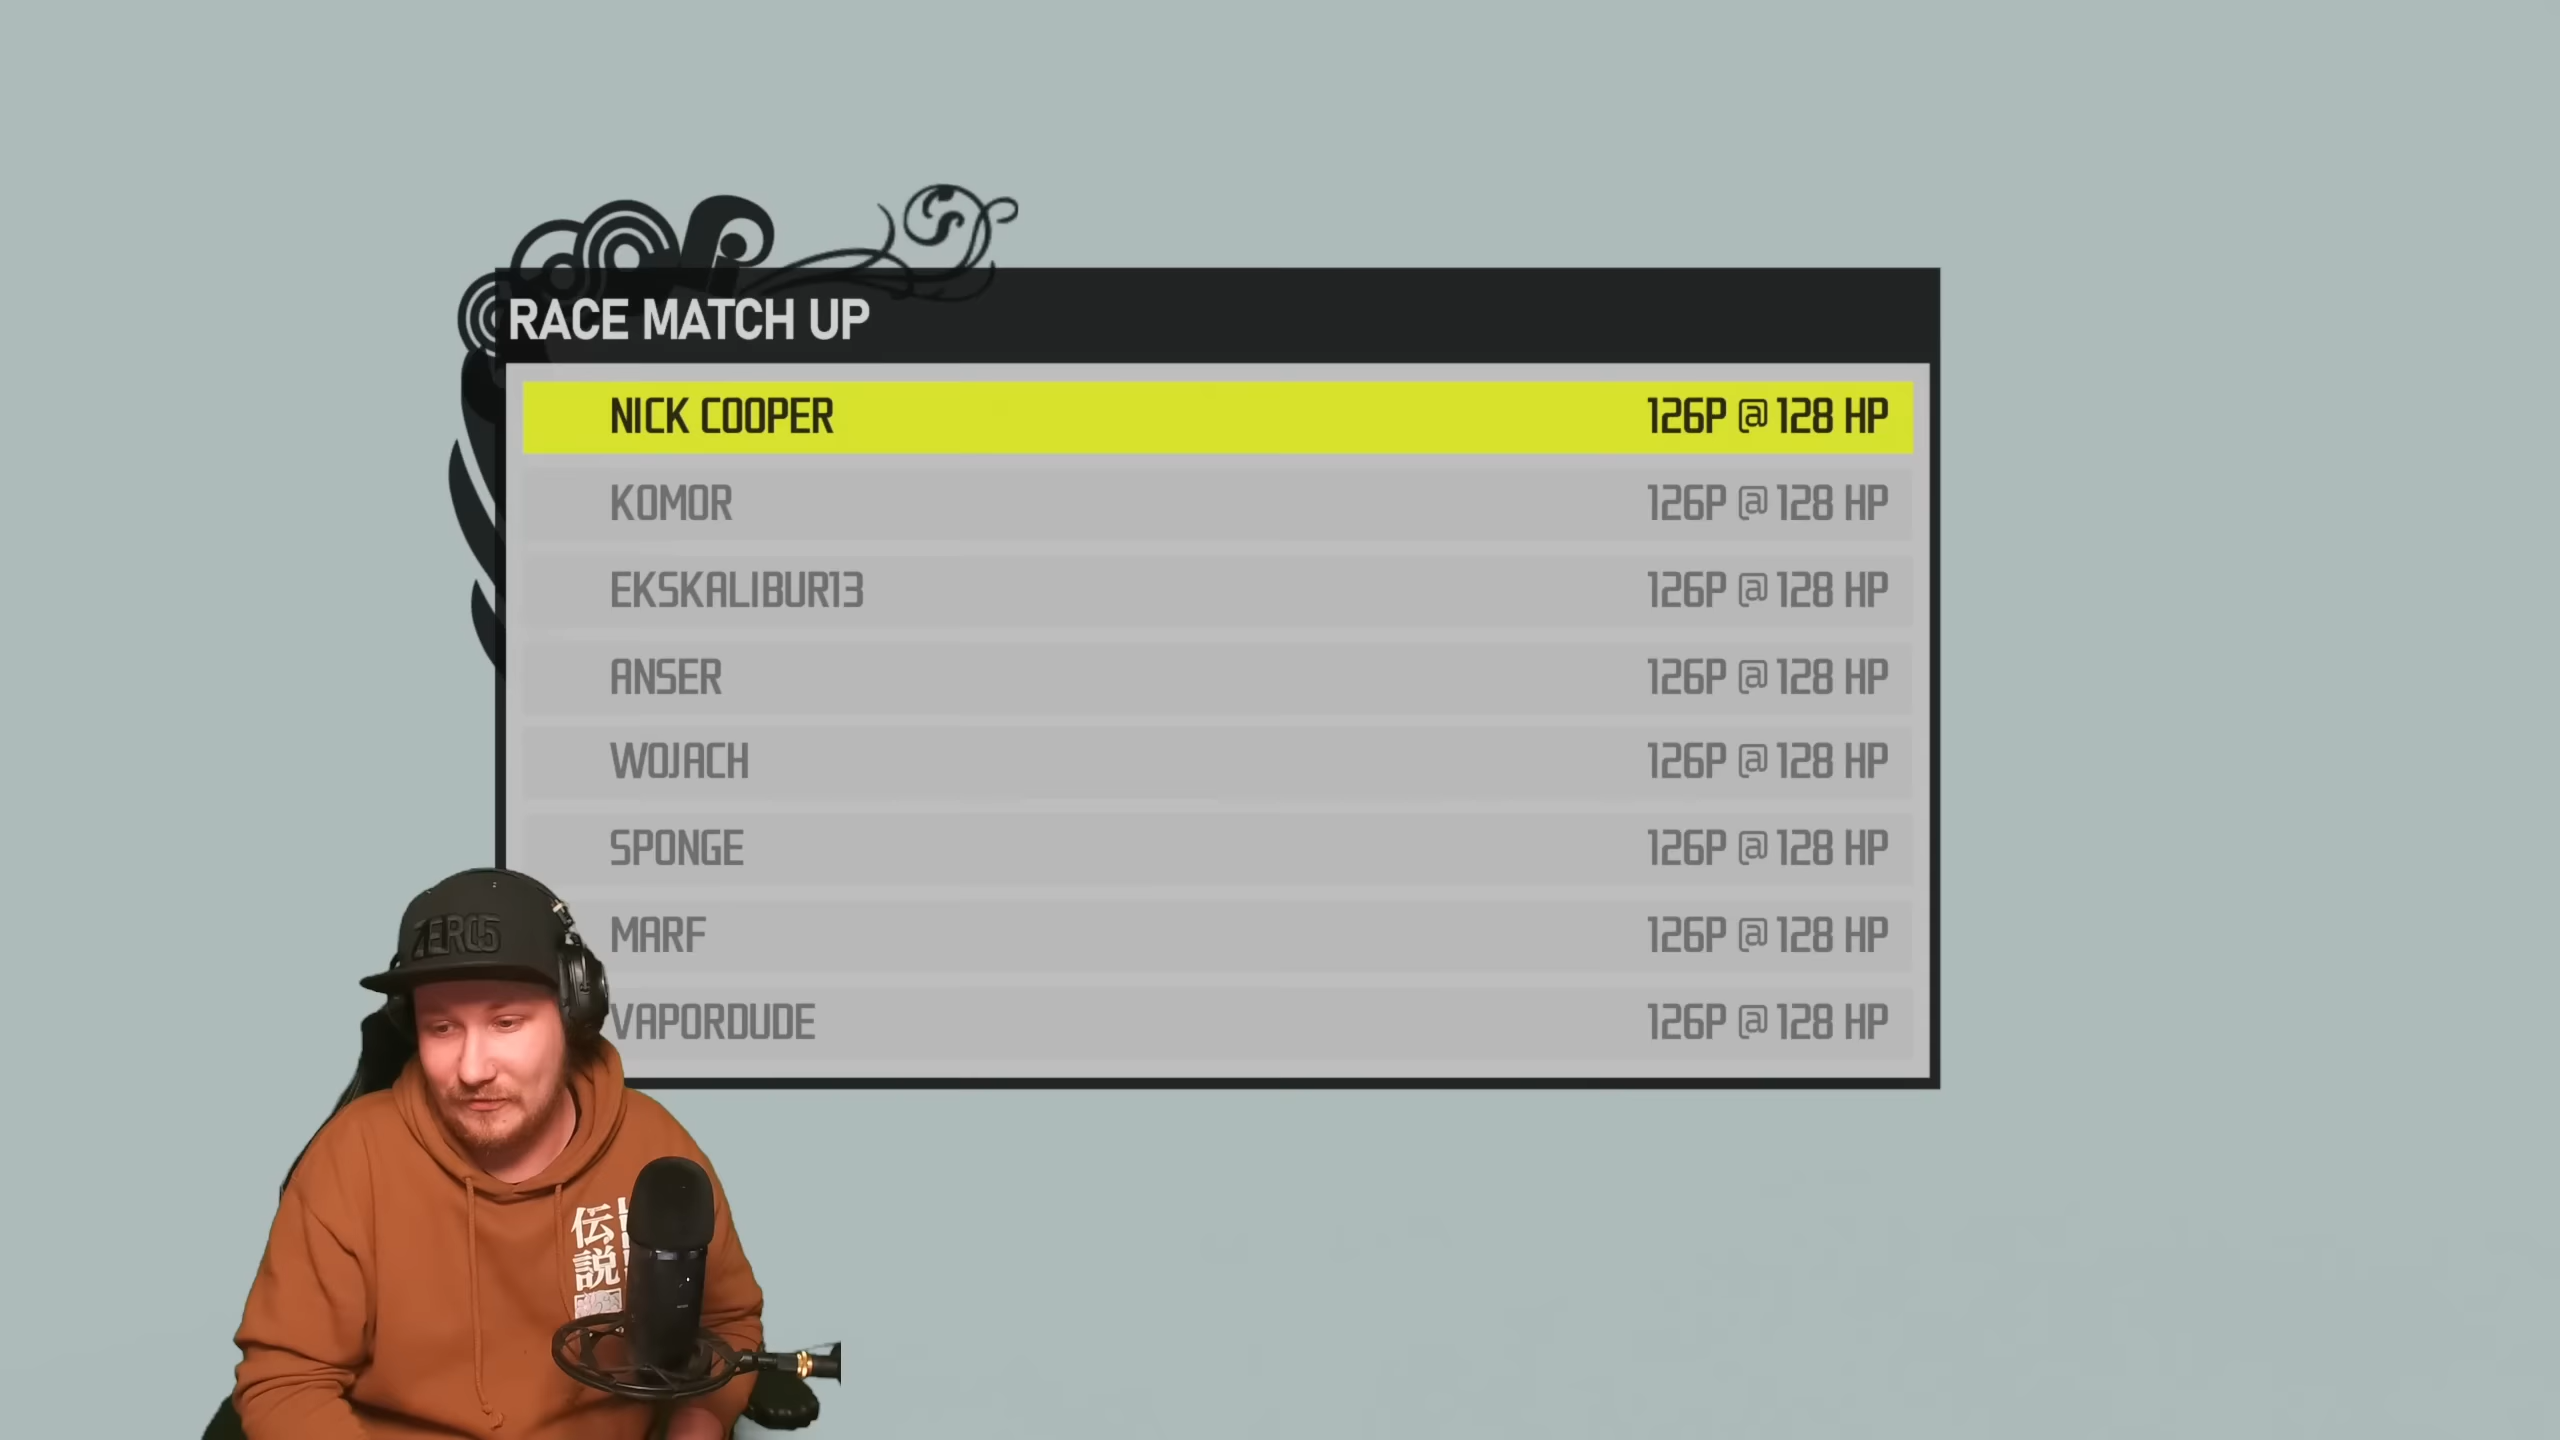 RACE MATCH UP
NICK COOPER 126P @ 128 HP
KOMOR 126P @ 128 HP
EKSKALIBUR13 126P @ 128 HP
ANSER 126P @ 128 HP
WOJACH 126P @ 128 HP
SPONGE 126P @ 128 HP
MARF 126P @ 128 HP
VAPORDUDE 126P @ 128 HP
ZERO5
伝説